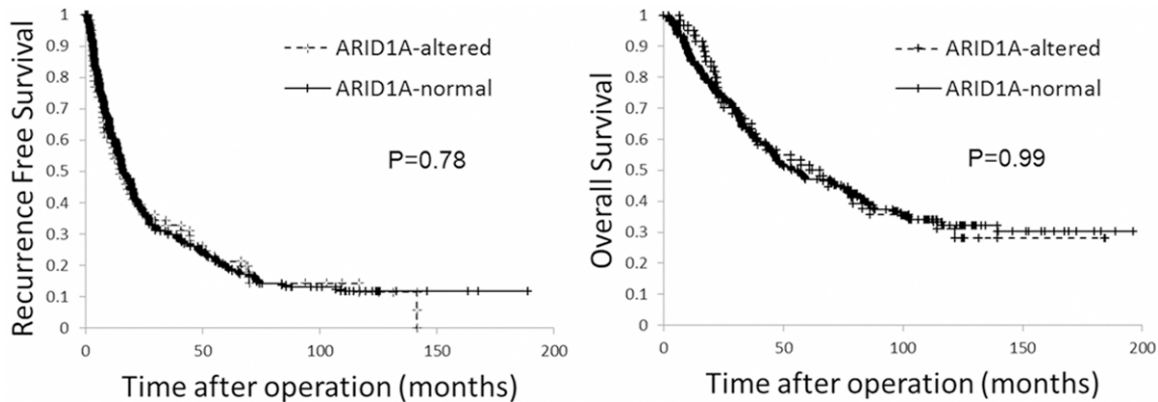 Recurrence Free Survival
1
0.9
0.8
0.7
0.6
0.5
0.4
0.3
0.2
0.1
0
ARID1A-altered
ARID1A-normal
P=0.78
0 50 100 150 200
Time after operation (months)
Overall Survival
1
0.9
0.8
0.7
0.6
0.5
0.4
0.3
0.2
0.1
0
ARID1A-altered
ARID1A-normal
P=0.99
0 50 100 150 200
Time after operation (months)